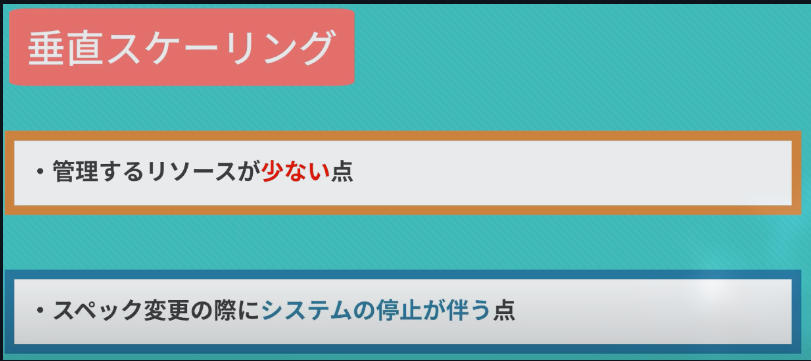 垂直スケーリング
・管理するリソースが少ない点
・スペック変更の際にシステムの停止が伴う点